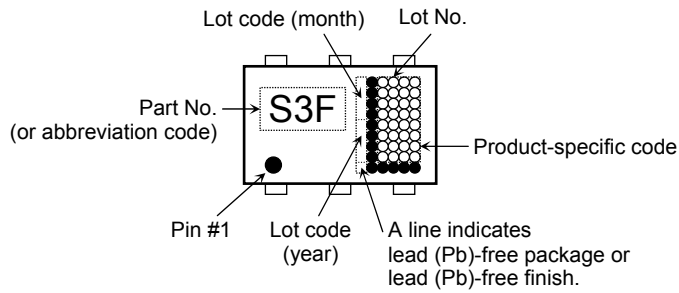 Lot code (month)
Lot No.
Part No.
(or abbreviation code)
S3F
Product-specific code
Pin #1
Lot code
(year)
A line indicates
lead (Pb)-free package or
lead (Pb)-free finish.